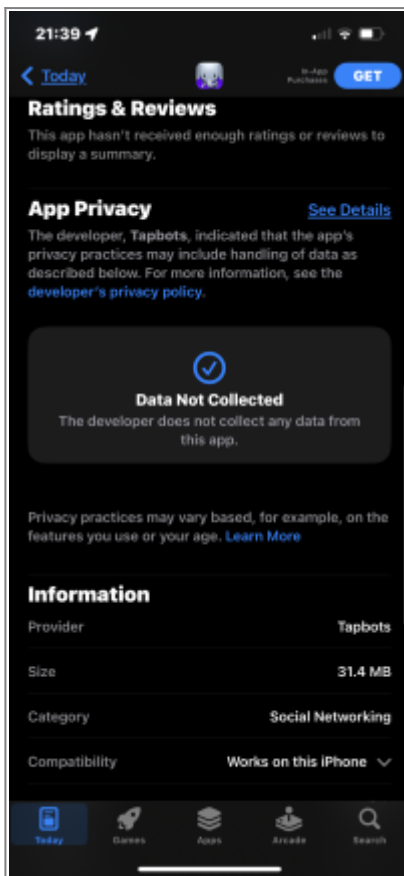 21:39
Today
In-App
Purchases
GET
Ratings & Reviews
This app hasn't received enough ratings or reviews to
display a summary.
App Privacy
See Details
The developer, Tapbots, indicated that the app's
privacy practices may include handling of data as
described below. For more information, see the
developer's privacy policy.
Data Not Collected
The developer does not collect any data from
this app.
Privacy practices may vary based, for example, on the
features you use or your age. Learn More
Information
Provider Tapbots
Size 31.4 MB
Category Social Networking
Compatibility Works on this iPhone
Today Games Apps Arcade Search